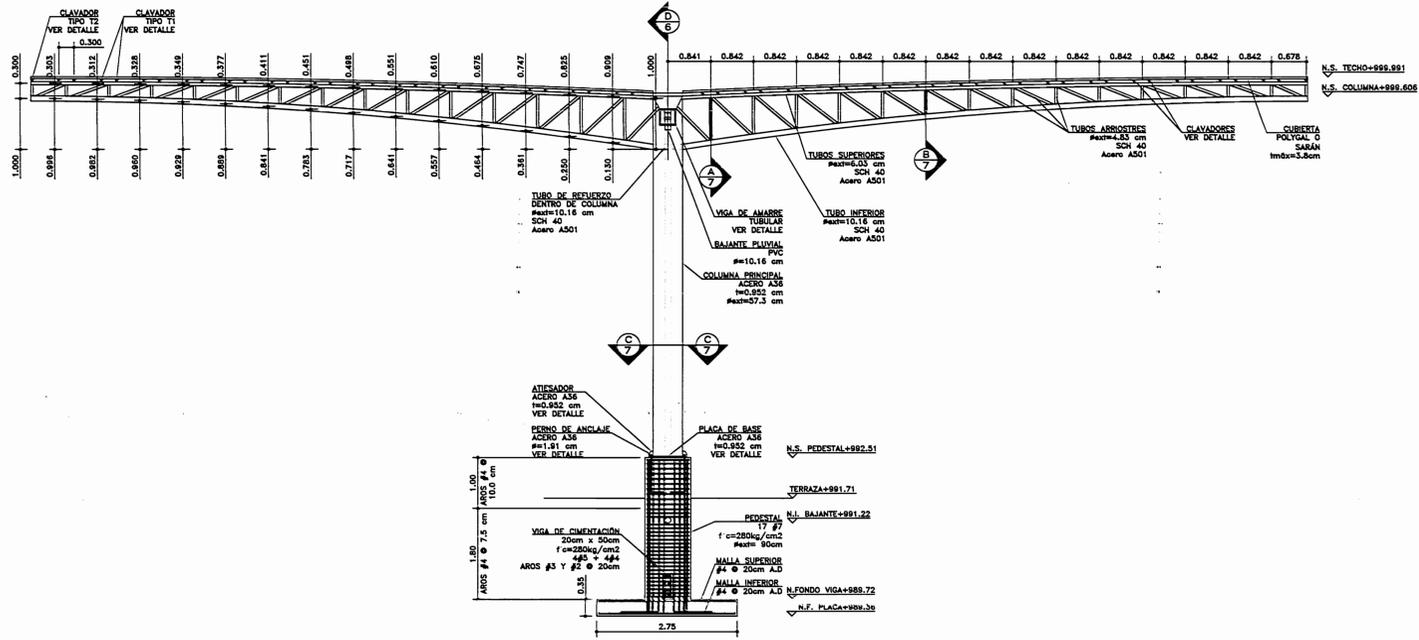 CLAVADOR
TIPO T2
VER DETALLE
CLAVADOR
TIPO T1
VER DETALLE
0.300
D
6
0.300
0.303
0.312
0.328
0.349
0.377
0.411
0.451
0.498
0.551
0.610
0.675
0.747
0.825
0.909
1.000
0.841
0.842
0.842
0.842
0.842
0.842
0.842
0.842
0.842
0.842
0.842
0.842
0.842
0.842
0.678
N.S. TECHO+999.991
N.S. COLUMNA+999.606
1.000
0.996
0.982
0.960
0.929
0.889
0.841
0.783
0.717
0.641
0.557
0.464
0.361
0.250
0.130
TUBOS ARRIOSTRES
øext=4.83 cm
SCH 40
Acero A501
CLAVADORES
VER DETALLE
CUBIERTA
POLYGAL O
SARÁN
tmáx=3.8cm
TUBOS SUPERIORES
øext=6.03 cm
SCH 40
Acero A501
A
7
B
7
TUBO DE REFUERZO
DENTRO DE COLUMNA
øext=10.16 cm
SCH 40
Acero A501
VIGA DE AMARRE
TUBULAR
VER DETALLE
TUBO INFERIOR
øext=10.16 cm
SCH 40
Acero A501
BAJANTE PLUVIAL
PVC
ø=10.16 cm
COLUMNA PRINCIPAL
ACERO A36
t=0.952 cm
øext=57.3 cm
C
7
C
7
ATIESADOR
ACERO A36
t=0.952 cm
VER DETALLE
PERNO DE ANCLAJE
ACERO A36
ø=1.91 cm
VER DETALLE
PLACA DE BASE
ACERO A36
t=0.952 cm
VER DETALLE
N.S. PEDESTAL+992.51
1.00
AROS #4 @
10.0 cm
TERRAZA+991.71
N.I. BAJANTE+991.22
1.80
AROS #4 @ 7.5 cm
PEDESTAL
17 #7
f'c=280kg/cm2
øext= 90cm
VIGA DE CIMENTACIÓN
20cm x 50cm
f'c=280kg/cm2
4#5 + 4#4
AROS #3 Y #2 @ 20cm
MALLA SUPERIOR
#4 @ 20cm A.D
MALLA INFERIOR
#4 @ 20cm A.D
N.FONDO VIGA+989.72
N.F. PLACA+989.36
0.35
2.75